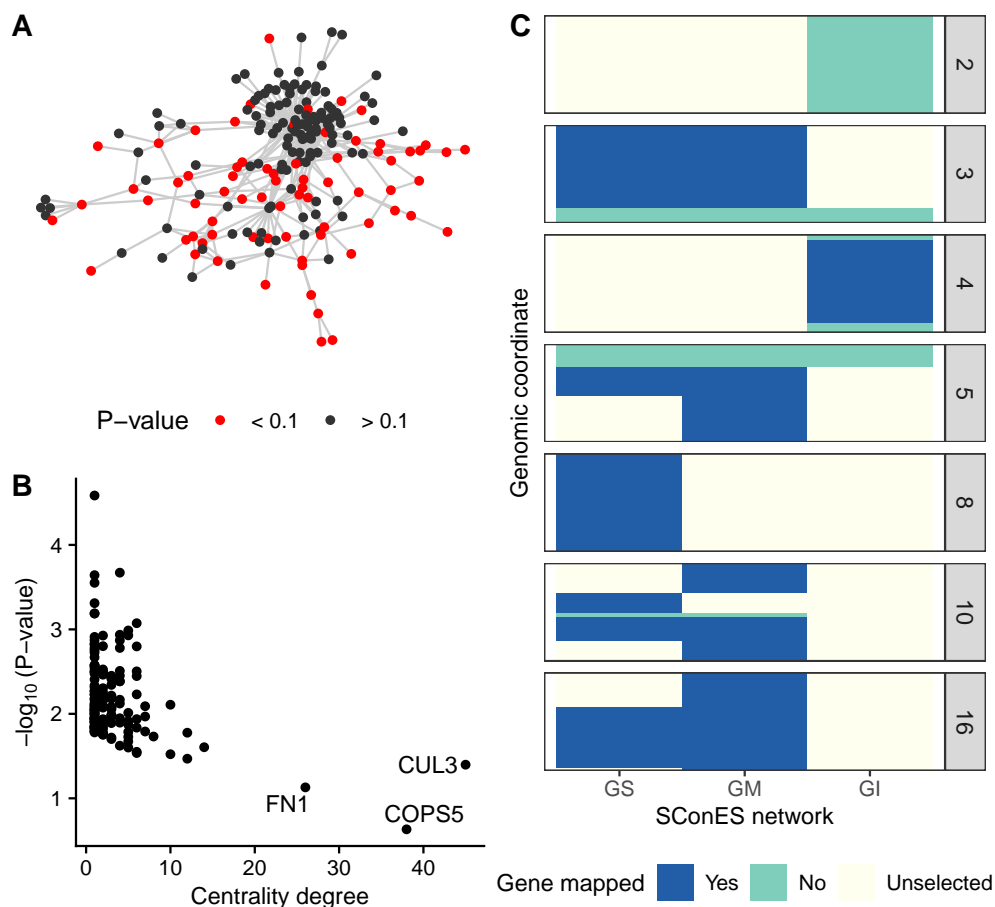 A
P−value < 0.1 > 0.1
B
−log10 (P−value)
4
3
2
1
CUL3
FN1
COPS5
0 10 20 30 40
Centrality degree
C
Genomic coordinate
2
3
4
5
8
10
16
GS GM GI
SConES network
Gene mapped Yes No Unselected